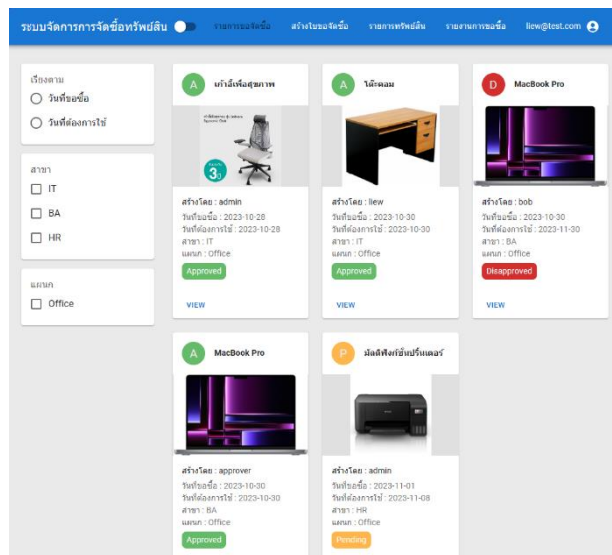 ระบบจัดการการจัดซื้อทรัพย์สิน
รายการขอจัดซื้อ
สร้างใบขอจัดซื้อ
รายการทรัพย์สิน
รายงานการขอซื้อ
liew@test.com
เรียงตาม
วันที่ขอซื้อ
วันที่ต้องการใช้
สาขา
IT
BA
HR
แผนก
Office
A เก้าอี้เพื่อสุขภาพ
3
สร้างโดย : admin
วันที่ขอซื้อ : 2023-10-28
วันที่ต้องการใช้ : 2023-10-28
สาขา : IT
แผนก : Office
Approved
VIEW
A โต๊ะคอม
สร้างโดย : liew
วันที่ขอซื้อ : 2023-10-30
วันที่ต้องการใช้ : 2023-10-30
สาขา : IT
แผนก : Office
Approved
VIEW
D MacBook Pro
สร้างโดย : bob
วันที่ขอซื้อ : 2023-10-30
วันที่ต้องการใช้ : 2023-11-30
สาขา : BA
แผนก : Office
Disapproved
VIEW
A MacBook Pro
สร้างโดย : approver
วันที่ขอซื้อ : 2023-10-30
วันที่ต้องการใช้ : 2023-10-30
สาขา : BA
แผนก : Office
Approved
P มัลติฟังก์ชั่นปริ้นเตอร์
สร้างโดย : admin
วันที่ขอซื้อ : 2023-11-01
วันที่ต้องการใช้ : 2023-11-08
สาขา : HR
แผนก : Office
Pending